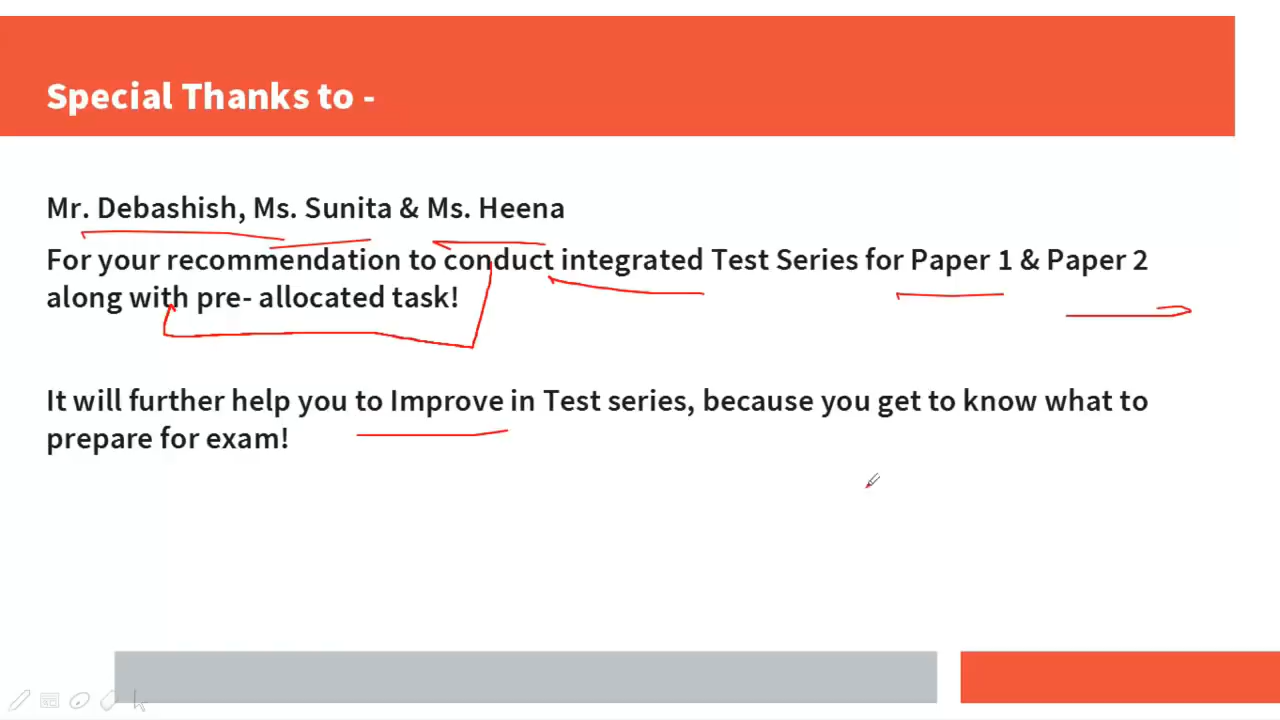 Special Thanks to -
Mr. Debashish, Ms. Sunita & Ms. Heena
For your recommendation to conduct integrated Test Series for Paper 1 & Paper 2
along with pre- allocated task!
It will further help you to Improve in Test series, because you get to know what to
prepare for exam!